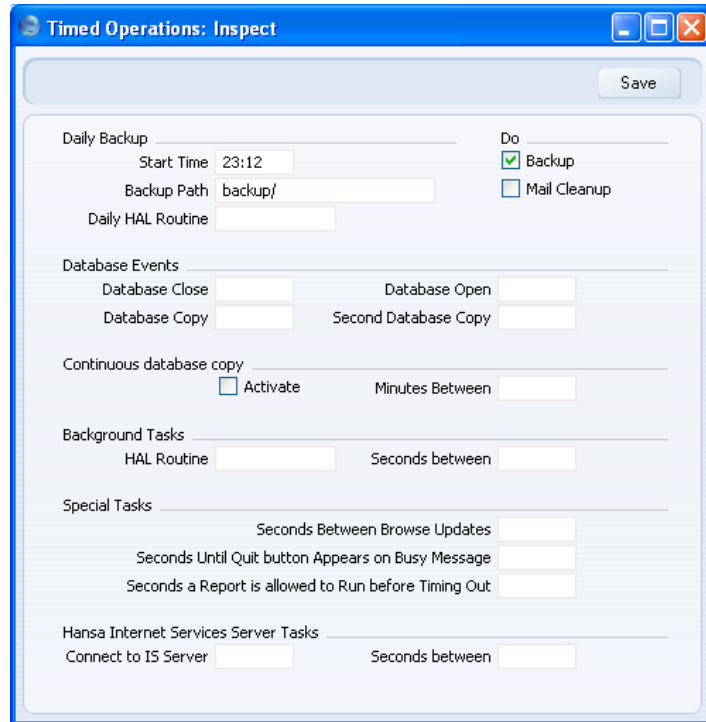 Timed Operations: Inspect
Save
Daily Backup Do
Start Time 23:12 Backup
Backup Path backup/ Mail Cleanup
Daily HAL Routine
Database Events
Database Close Database Open
Database Copy Second Database Copy
Continuous database copy
Activate Minutes Between
Background Tasks
HAL Routine Seconds between
Special Tasks
Seconds Between Browse Updates
Seconds Until Quit button Appears on Busy Message
Seconds a Report is allowed to Run before Timing Out
Hansa Internet Services Server Tasks
Connect to IS Server Seconds between